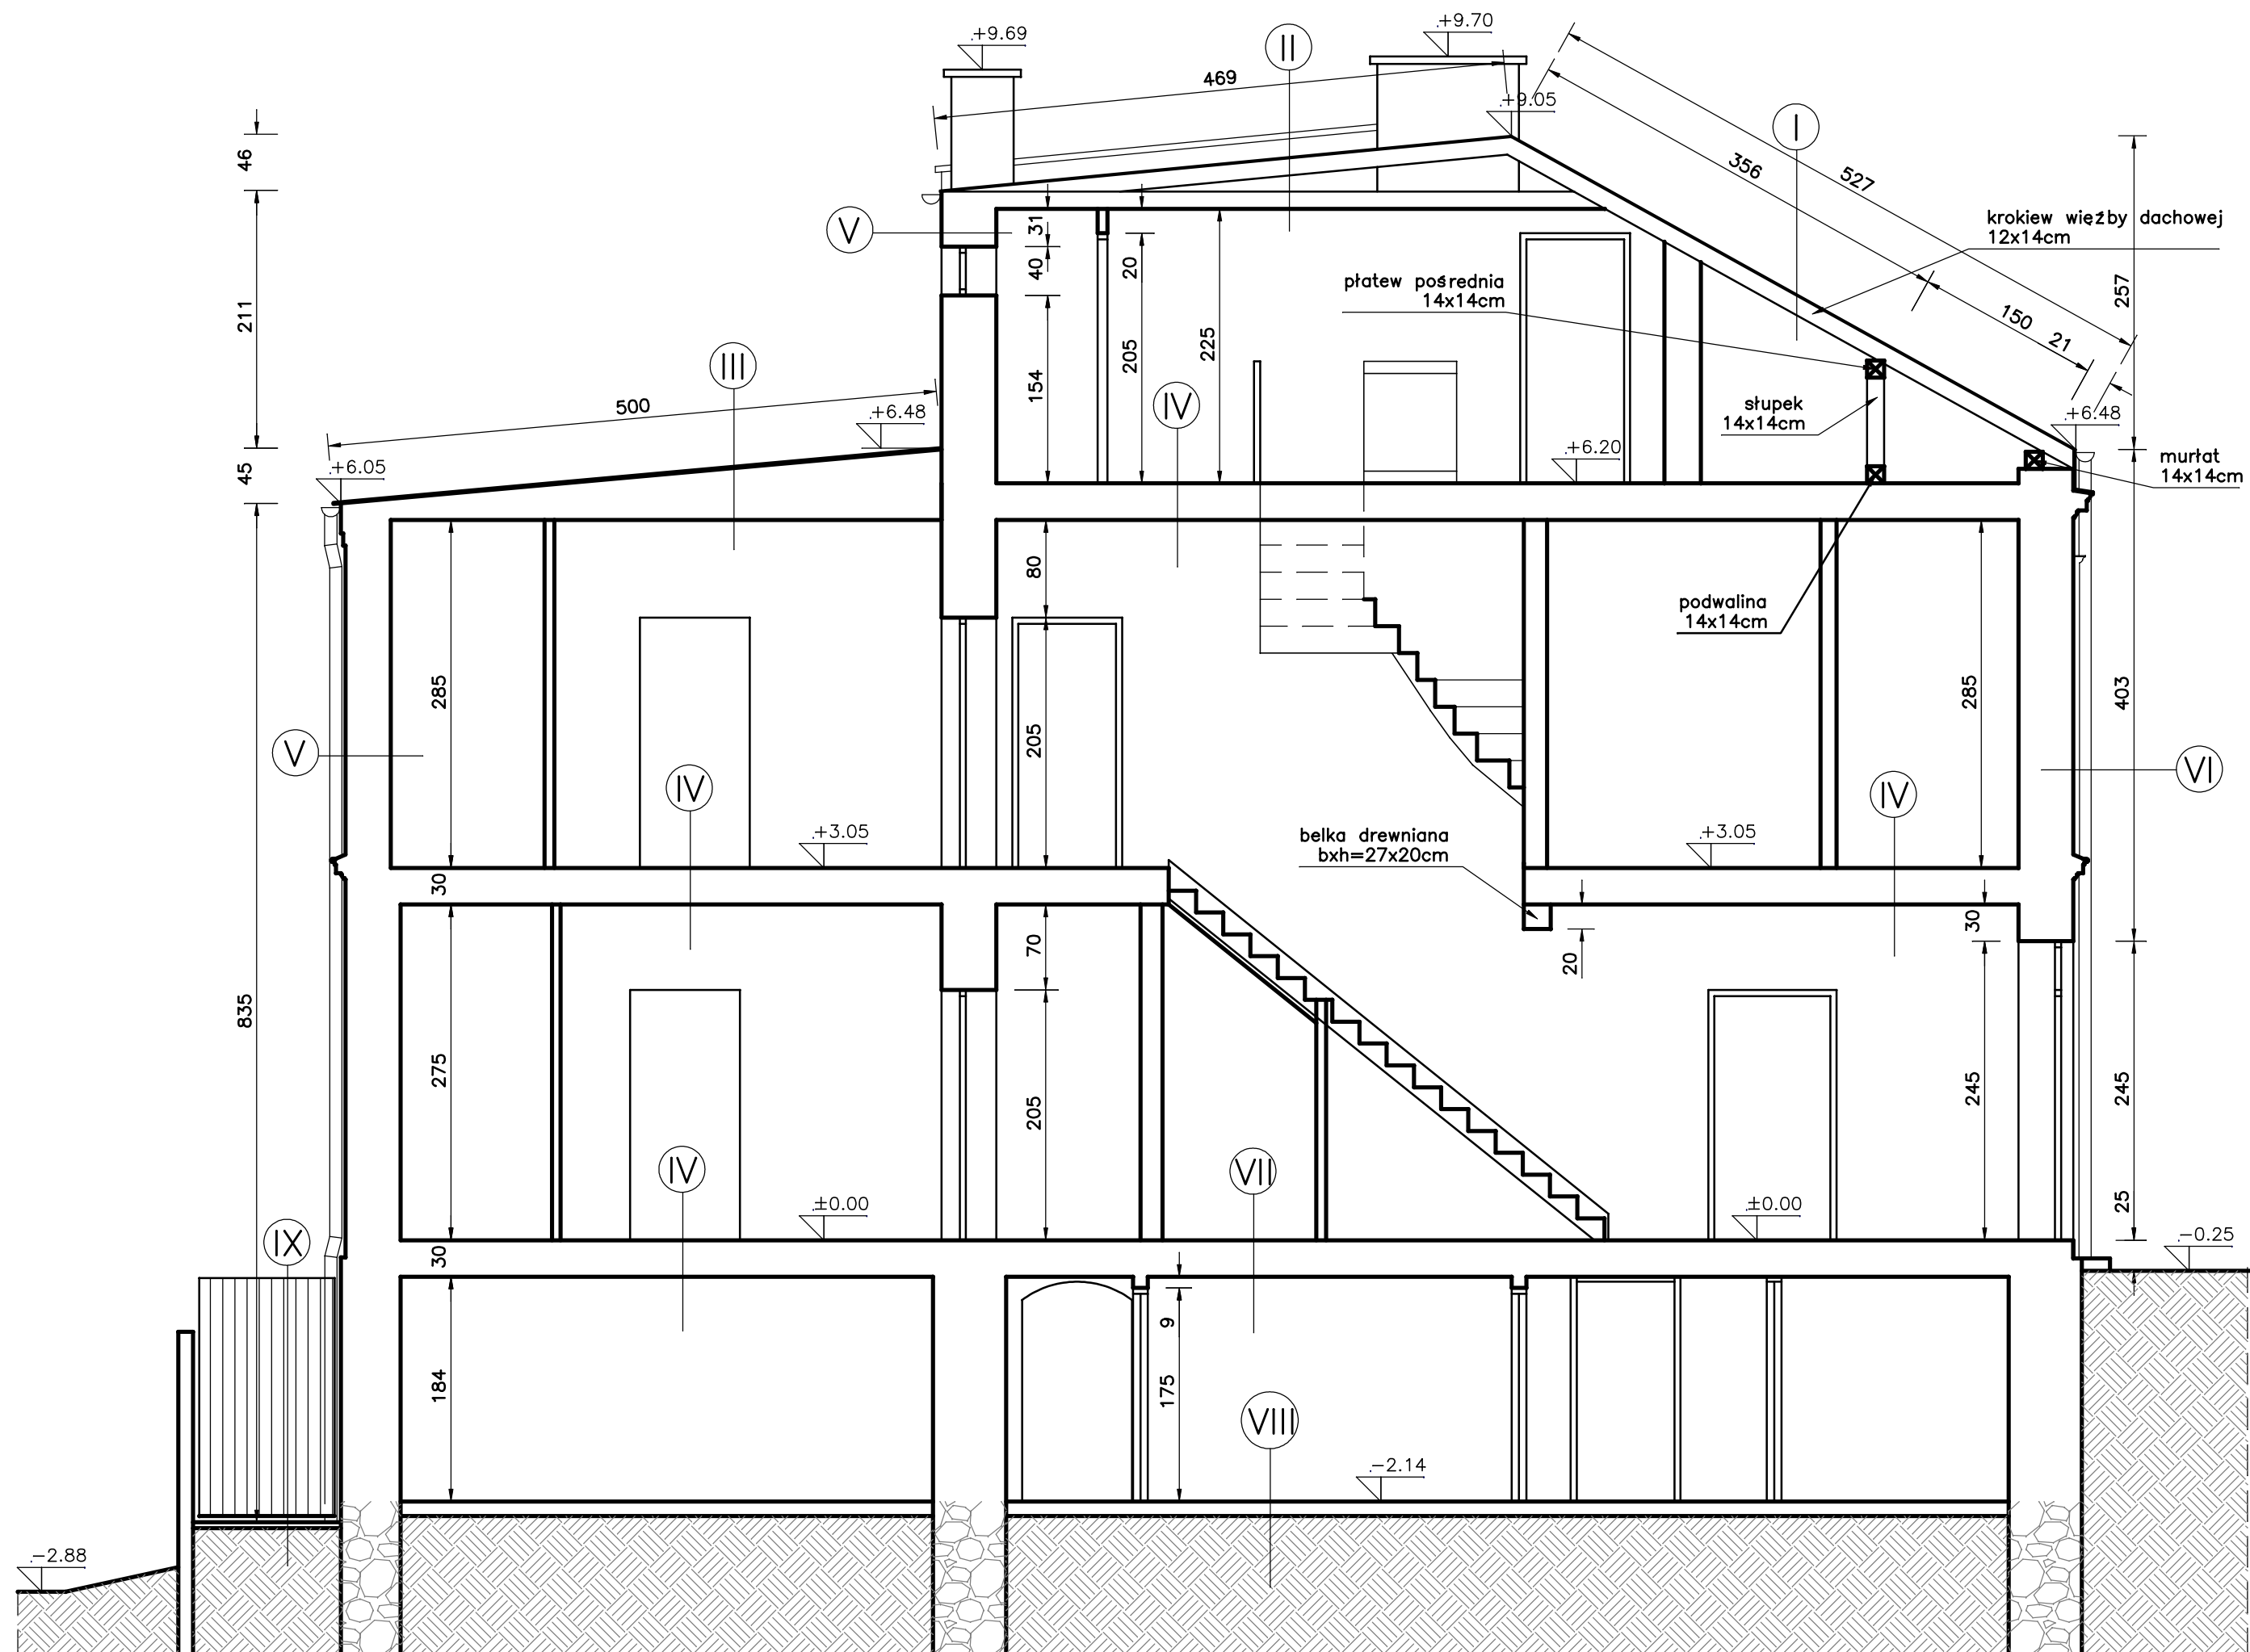 .+9.70
.+9.69
II
469
.+9.05
I
46
356
527
krokiew więźby dachowej
12x14cm
V
31
40
20
płatew pośrednia
14x14cm
257
211
150
21
225
205
154
III
500
IV
słupek
14x14cm
.+6.48
.+6.48
45
.+6.05
.+6.20
murłat
14x14cm
80
podwalina
14x14cm
285
285
403
205
V
IV
IV
VI
.+3.05
belka drewniana
bxh=27x20cm
.+3.05
30
30
70
20
835
275
245
245
205
IV
VII
.±0.00
.±0.00
25
IX
30
.-0.25
9
184
175
VIII
.-2.14
.-2.88